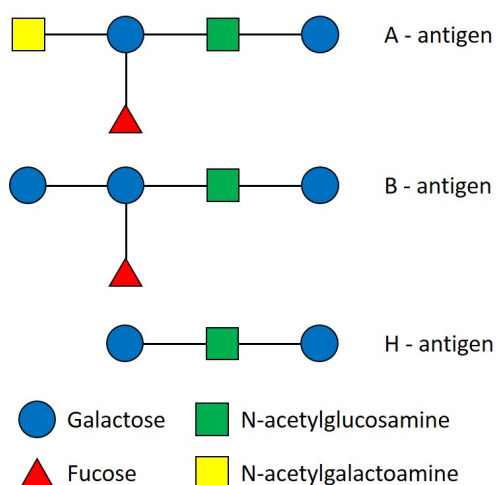 A - antigen
B - antigen
H - antigen
Galactose
N-acetylglucosamine
Fucose
N-acetylgalactoamine